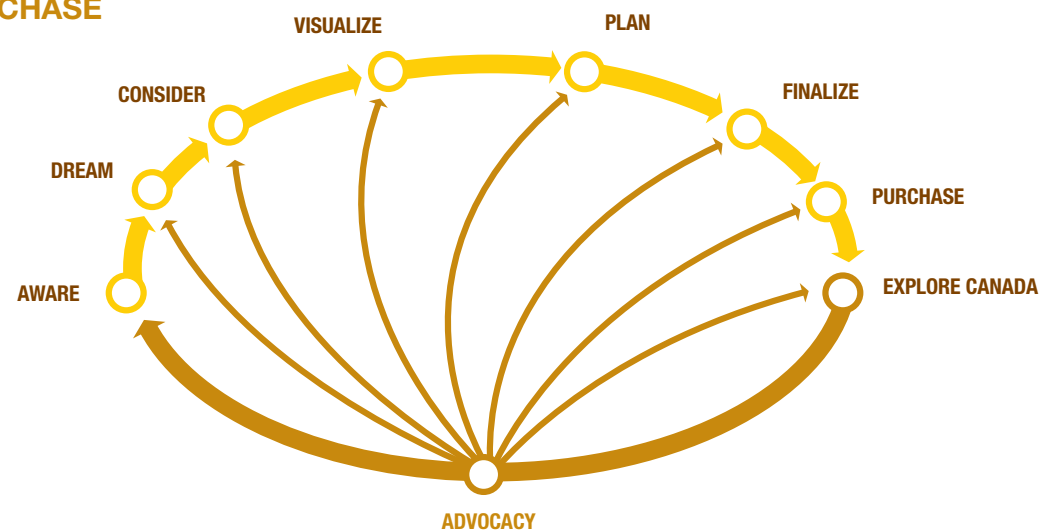 CHASE
VISUALIZE
PLAN
CONSIDER
FINALIZE
DREAM
PURCHASE
AWARE
EXPLORE CANADA
ADVOCACY